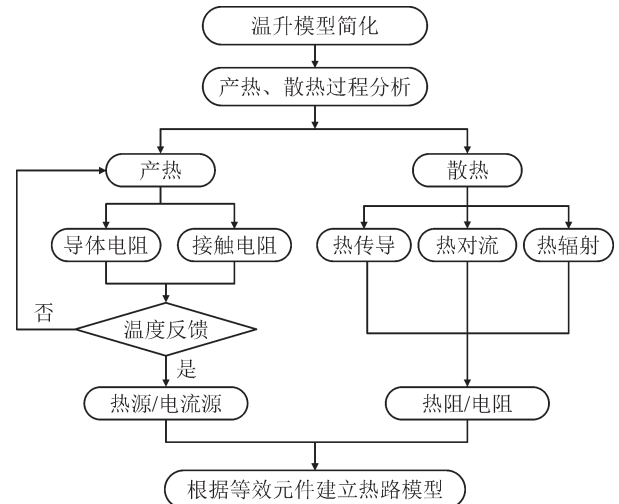 温升模型简化
产热、散热过程分析
产热
散热
导体电阻
接触电阻
热传导
热对流
热辐射
否
温度反馈
是
热源/电流源
热阻/电阻
根据等效元件建立热路模型